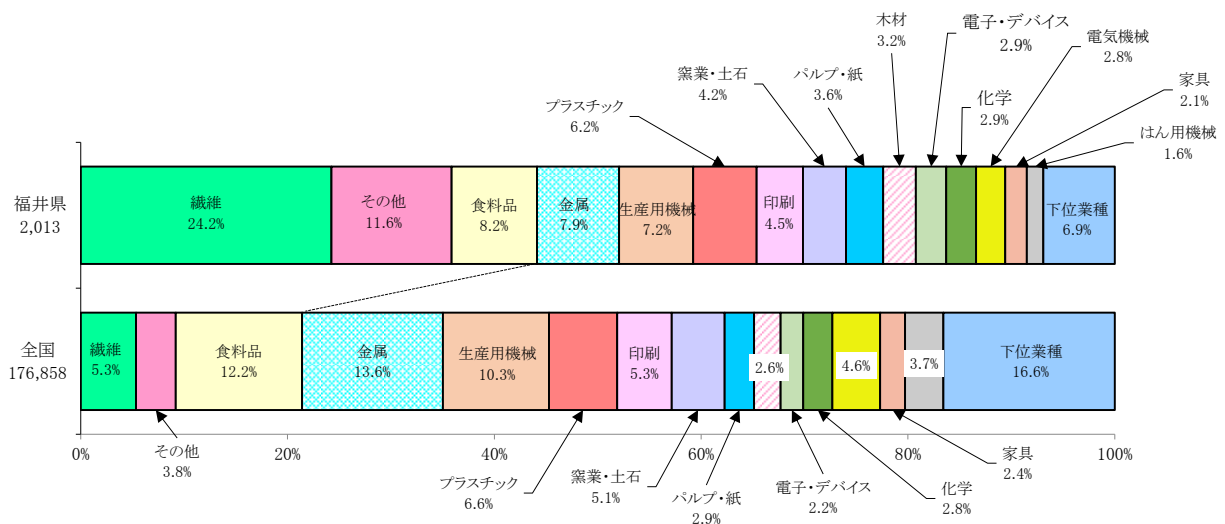 木材
3.2%
電子・デバイス
2.9%
電気機械
2.8%
窯業・土石
4.2%
パルプ・紙
3.6%
化学
2.9%
家具
2.1%
プラスチック
6.2%
はん用機械
1.6%
福井県
2,013
繊維
24.2%
その他
11.6%
食料品
8.2%
金属
7.9%
生産用機械
7.2%
印刷
4.5%
下位業種
6.9%
全国
176,858
繊維
5.3%
食料品
12.2%
金属
13.6%
生産用機械
10.3%
印刷
5.3%
2.6%
4.6%
3.7%
下位業種
16.6%
0%
20%
40%
60%
80%
100%
その他
3.8%
プラスチック
6.6%
窯業・土石
5.1%
パルプ・紙
2.9%
電子・デバイス
2.2%
化学
2.8%
家具
2.4%